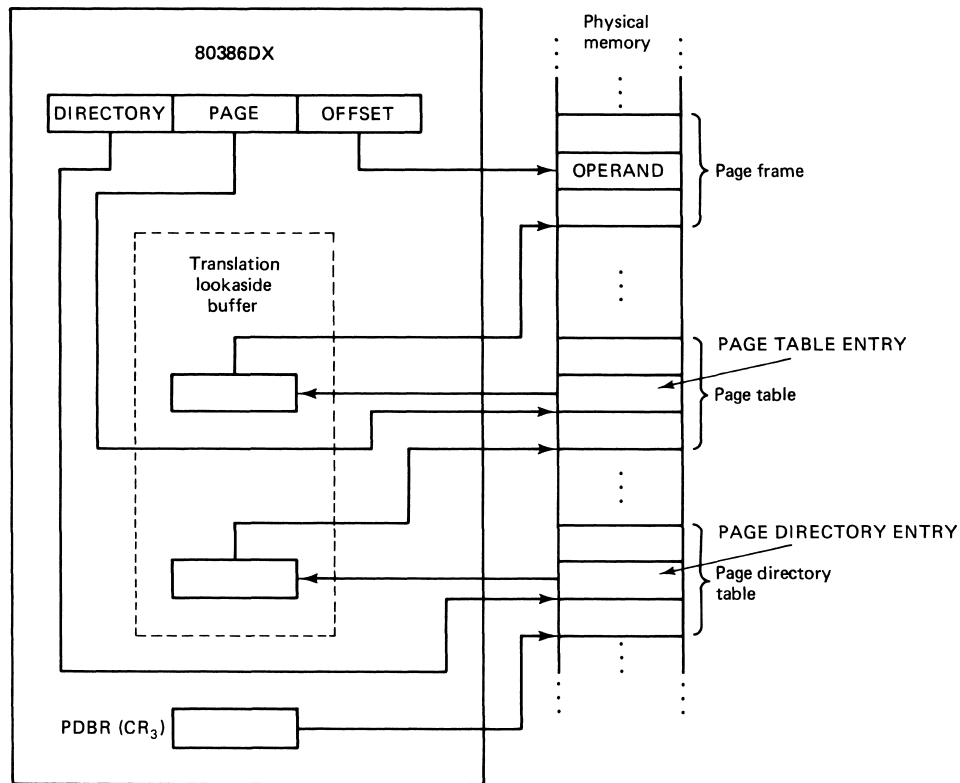 80386DX
DIRECTORY PAGE OFFSET
Translation
lookaside
buffer
PDBR (CR₃)
Physical
memory
OPERAND
Page frame
PAGE TABLE ENTRY
Page table
PAGE DIRECTORY ENTRY
Page directory
table